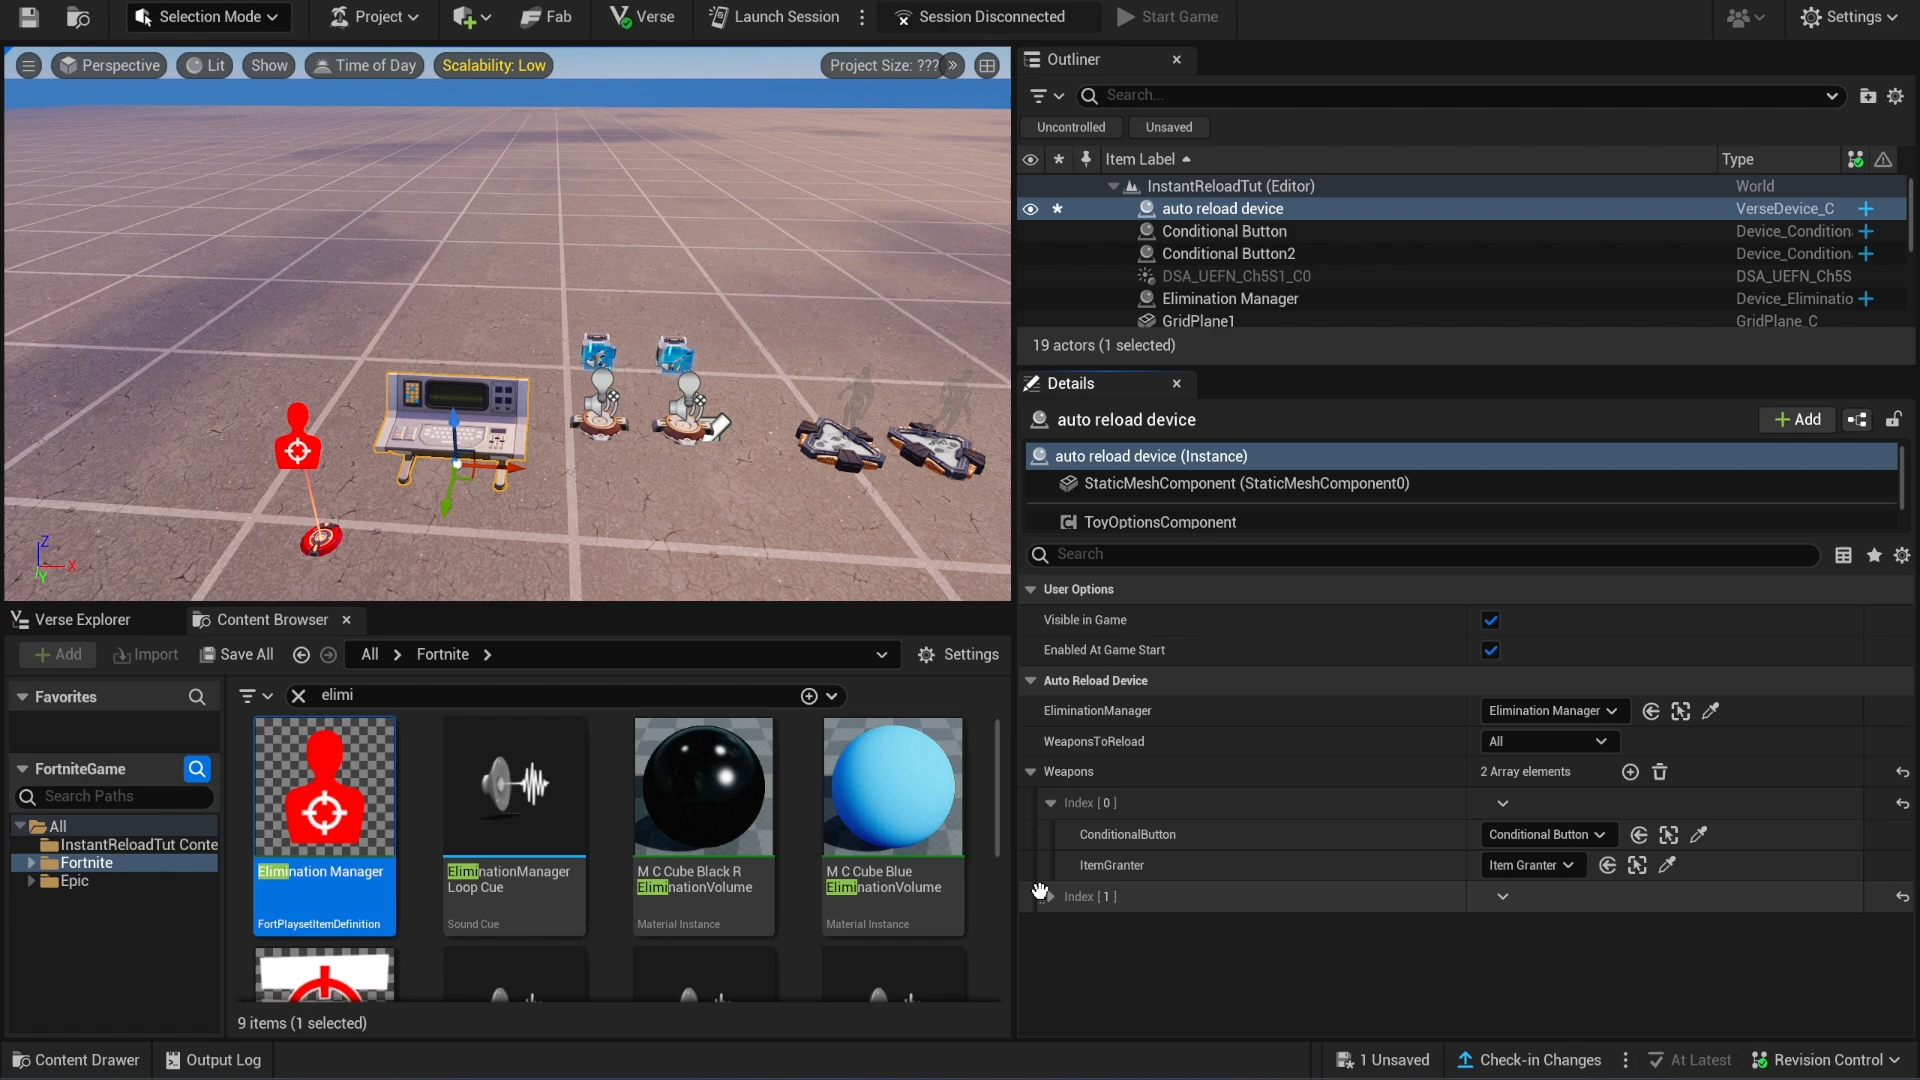 Selection Mode
Project
Fab
Verse
Launch Session
Session Disconnected
Start Game
Settings
Perspective
Lit
Show
Time of Day
Scalability: Low
Project Size: ???
Outliner
Search...
Uncontrolled
Unsaved
Item Label
Type
InstantReloadTut (Editor)
World
auto reload device
VerseDevice_C
Conditional Button
Device_Condition
Conditional Button2
Device_Condition
DSA_UEFN_Ch5S1_C0
DSA_UEFN_Ch5S
Elimination Manager
Device_Eliminatio
GridPlane1
GridPlane_C
19 actors (1 selected)
Details
auto reload device
Add
auto reload device (Instance)
StaticMeshComponent (StaticMeshComponent0)
ToyOptionsComponent
Search
User Options
Visible in Game
Enabled At Game Start
Auto Reload Device
EliminationManager
Elimination Manager
WeaponsToReload
All
Weapons
2 Array elements
Index [ 0 ]
ConditionalButton
Conditional Button
ItemGranter
Item Granter
Index [ 1 ]
Z
X
Y
Verse Explorer
Content Browser
Add
Import
Save All
All
Fortnite
Settings
Favorites
FortniteGame
Search Paths
All
InstantReloadTut Conte
Fortnite
Epic
elimi
Elimination Manager
FortPlaysetItemDefinition
EliminationManager
Loop Cue
Sound Cue
M C Cube Black R
EliminationVolume
Material Instance
M C Cube Blue
EliminationVolume
Material Instance
9 items (1 selected)
Content Drawer
Output Log
1 Unsaved
Check-in Changes
At Latest
Revision Control